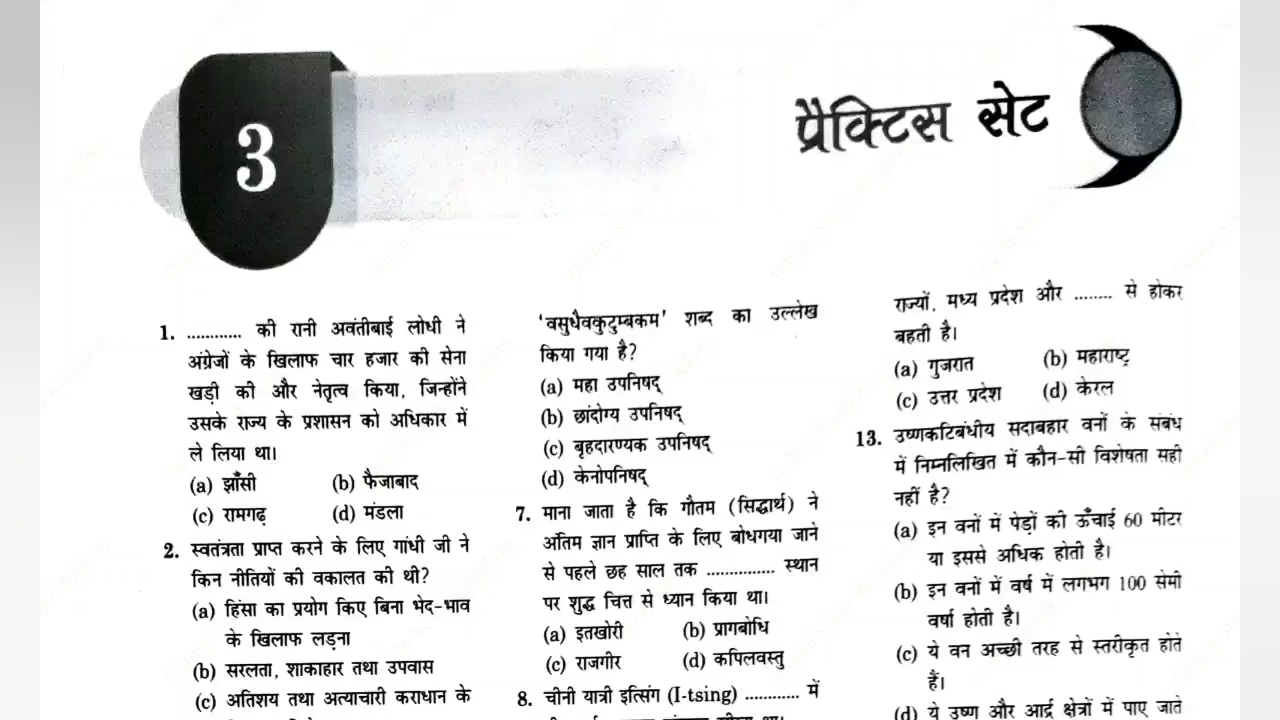 3
प्रैक्टिस सेट
1. ............ की रानी अवंतीबाई लोधी ने
अंग्रेजों के खिलाफ चार हजार की सेना
खड़ी की और नेतृत्व किया, जिन्होंने
उसके राज्य के प्रशासन को अधिकार में
ले लिया था।
(a) झाँसी (b) फैजाबाद
(c) रामगढ़ (d) मंडला
2. स्वतंत्रता प्राप्त करने के लिए गांधी जी ने
किन नीतियों की वकालत की थी?
(a) हिंसा का प्रयोग किए बिना भेद-भाव
के खिलाफ लड़ना
(b) सरलता, शाकाहार तथा उपवास
(c) अतिशय तथा अत्याचारी कराधान के
'वसुधैवकुटुम्बकम' शब्द का उल्लेख
किया गया है?
(a) महा उपनिषद्
(b) छांदोग्य उपनिषद्
(c) बृहदारण्यक उपनिषद्
(d) केनोपनिषद्
7. माना जाता है कि गौतम (सिद्धार्थ) ने
अंतिम ज्ञान प्राप्ति के लिए बोधगया जाने
से पहले छह साल तक ............... स्थान
पर शुद्ध चित्त से ध्यान किया था।
(a) इतखोरी (b) प्रागबोधि
(c) राजगीर (d) कपिलवस्तु
8. चीनी यात्री इत्सिंग (I-tsing) ............ में
राज्यों, मध्य प्रदेश और ........ से होकर
बहती है।
(a) गुजरात (b) महाराष्ट्र
(c) उत्तर प्रदेश (d) केरल
13. उष्णकटिबंधीय सदाबहार वनों के संबंध
में निम्नलिखित में कौन-सी विशेषता सही
नहीं है?
(a) इन वनों में पेड़ों की ऊँचाई 60 मीटर
या इससे अधिक होती है।
(b) इन वनों में वर्ष में लगभग 100 सेमी
वर्षा होती है।
(c) ये वन अच्छी तरह से स्तरीकृत होते
हैं।
(d) ये उष्ण और आर्द्र क्षेत्रों में पाए जाते